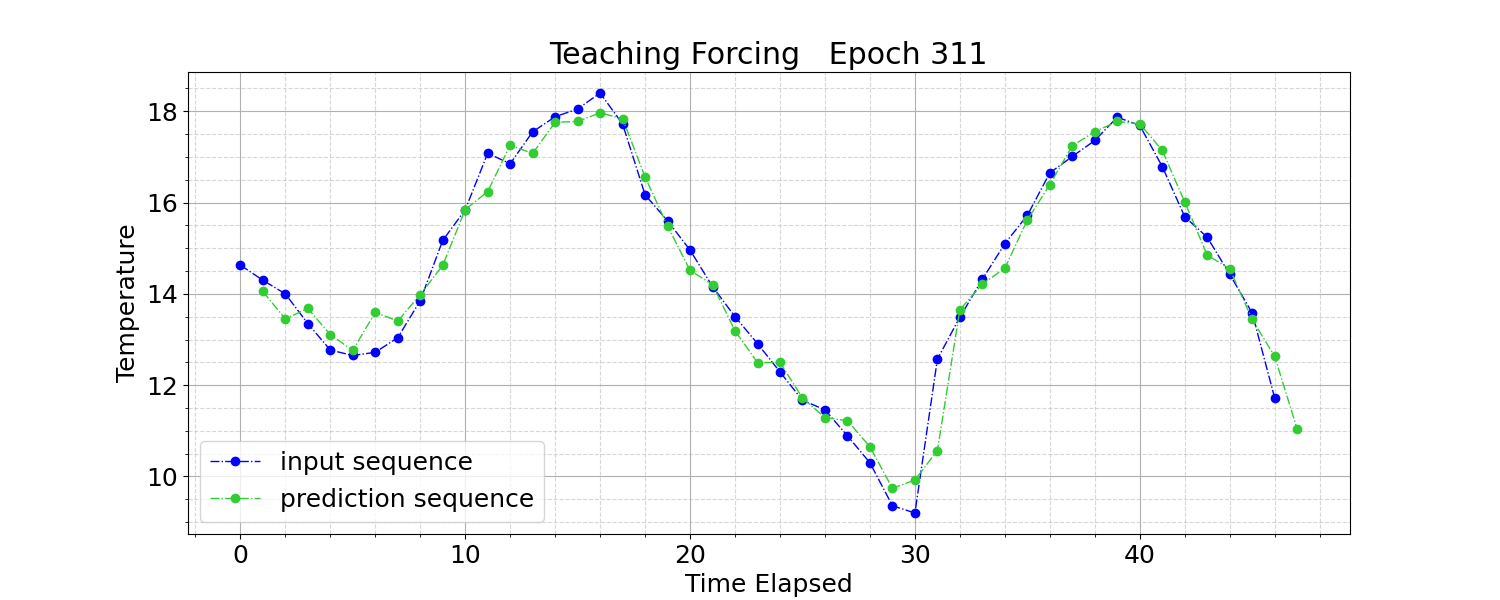 Teaching Forcing   Epoch 311
Temperature
18
16
14
12
10
input sequence
prediction sequence
0 10 20 30 40
Time Elapsed